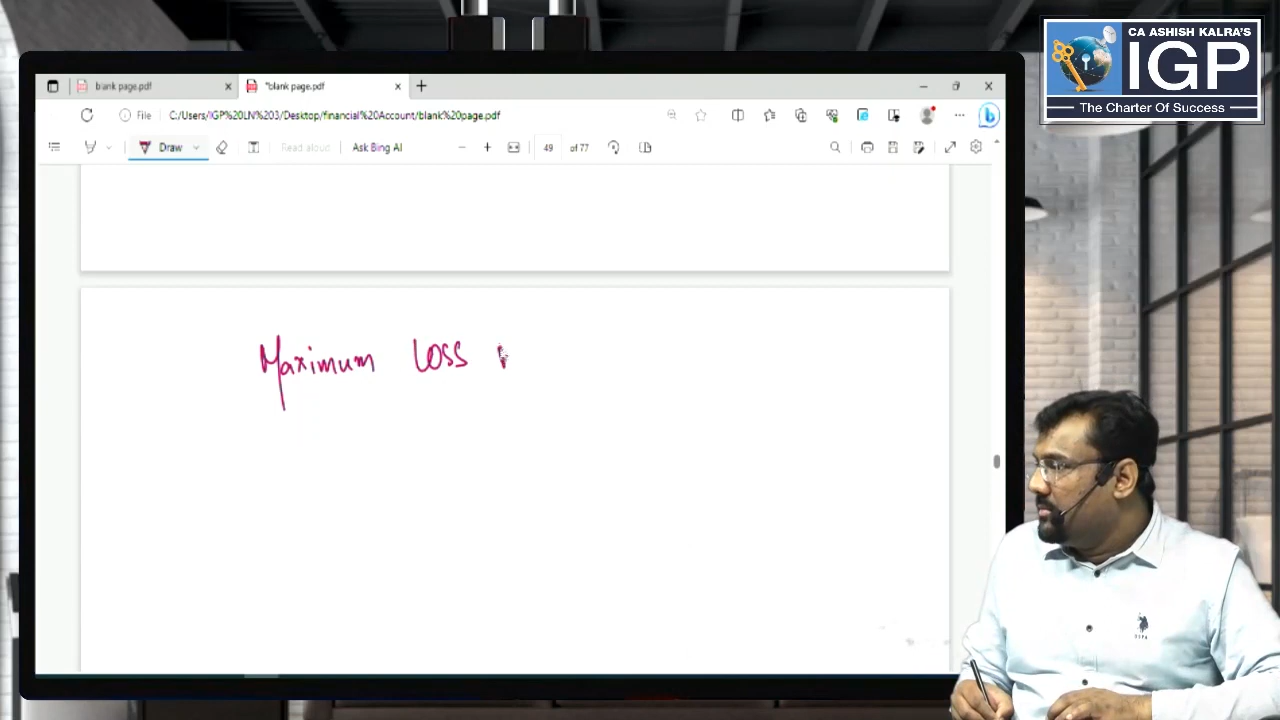 CA ASHISH KALRA'S
IGP
The Charter Of Success
blank page.pdf
*blank page.pdf
File
C:/Users/IGP%20LN%203/Desktop/financial%20Account/blank%20page.pdf
Draw
Read aloud
Ask Bing AI
49
of 77
Maximum Loss